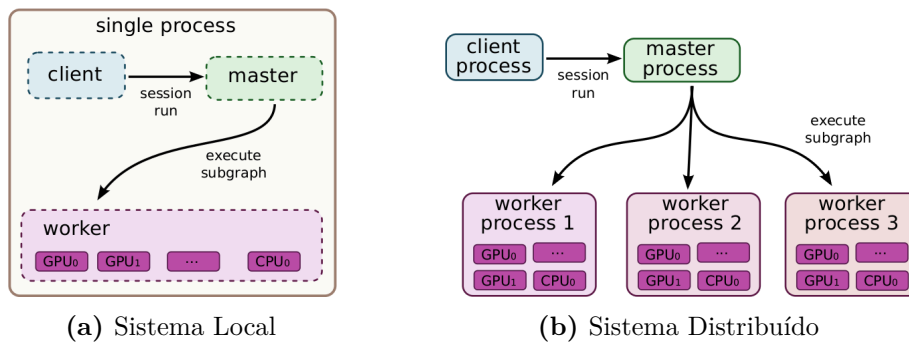 single process
client
master
session
run
execute
subgraph
worker
GPU₀
GPU₁
...
CPU₀
(a) Sistema Local
client
process
master
process
session
run
execute
subgraph
worker
process 1
GPU₀
...
GPU₁
CPU₀
worker
process 2
GPU₀
...
GPU₁
CPU₀
worker
process 3
GPU₀
...
GPU₁
CPU₀
(b) Sistema Distribuído